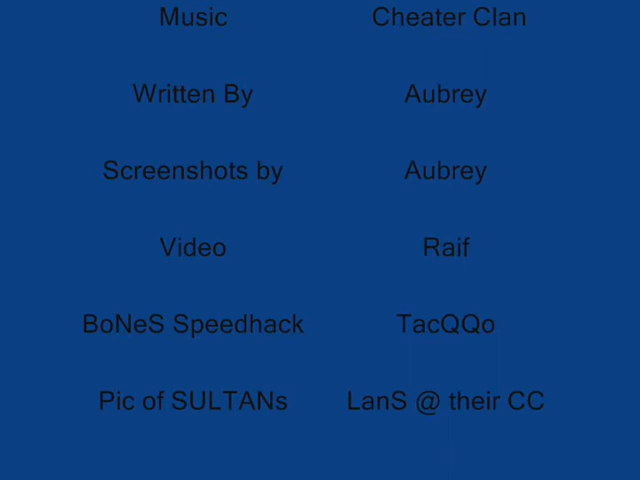 Music Cheater Clan
Written By Aubrey
Screenshots by Aubrey
Video Raif
BoNeS Speedhack TacQQo
Pic of SULTANs LanS @ their CC